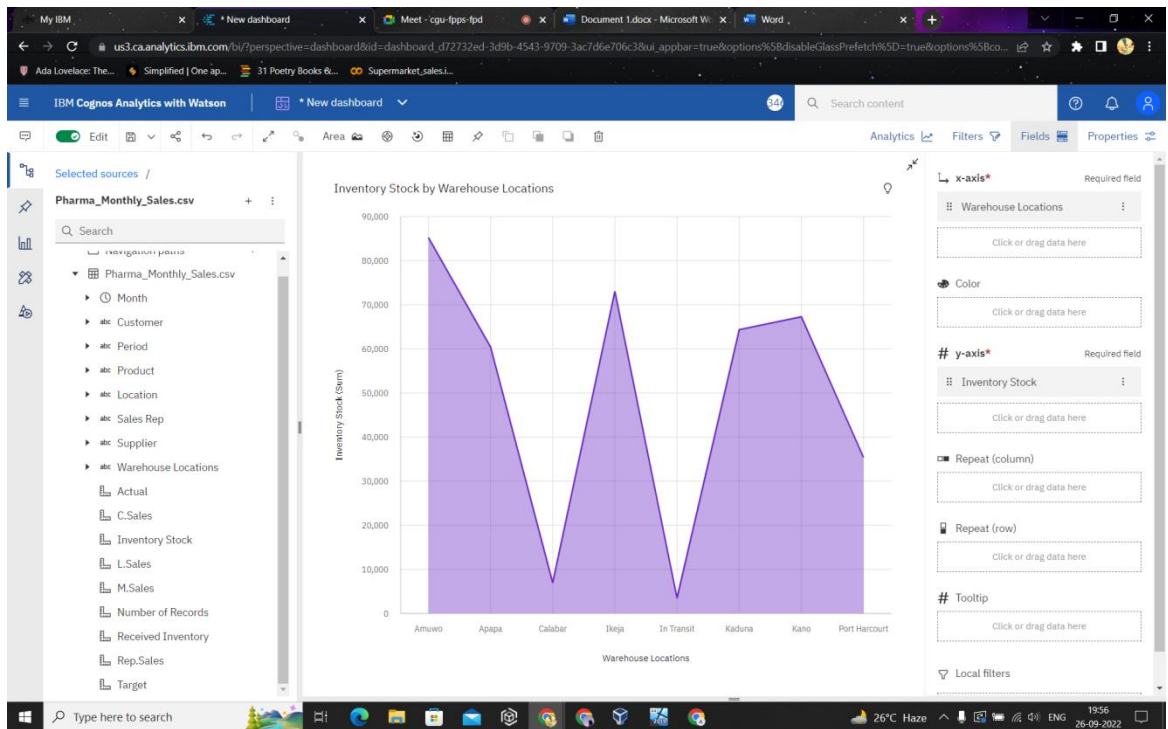 My IBM
* New dashboard
Meet - cgu-fpps-fpd
Document 1.docx - Microsoft Wo
Word
us3.ca.analytics.ibm.com/bi/?perspective=dashboard&id=dashboard_d72732ed-3d9b-4543-9709-3ac7d6e706c3&ui_appbar=true&options%5BdisableGlassPrefetch%5D=true&options%5Bco...
Ada Lovelace: The...
Simplified | One ap...
31 Poetry Books &...
Supermarket_sales.i...
IBM Cognos Analytics with Watson
* New dashboard
Search content
Edit
Area
Analytics
Filters
Fields
Properties
Selected sources /
Pharma_Monthly_Sales.csv
Search
Navigation paths
Pharma_Monthly_Sales.csv
Month
abc Customer
abc Period
abc Product
abc Location
abc Sales Rep
abc Supplier
abc Warehouse Locations
Actual
C.Sales
Inventory Stock
L.Sales
M.Sales
Number of Records
Received Inventory
Rep.Sales
Target
Inventory Stock by Warehouse Locations
Inventory Stock (Sum)
90,000
80,000
70,000
60,000
50,000
40,000
30,000
20,000
10,000
0
Amuwo
Apapa
Calabar
Ikeja
In Transit
Kaduna
Kano
Port Harcourt
Warehouse Locations
x-axis*
Required field
Warehouse Locations
Click or drag data here
Color
Click or drag data here
# y-axis*
Required field
Inventory Stock
Click or drag data here
Repeat (column)
Click or drag data here
Repeat (row)
Click or drag data here
# Tooltip
Click or drag data here
Local filters
Type here to search
26°C Haze
ENG
19:56
26-09-2022